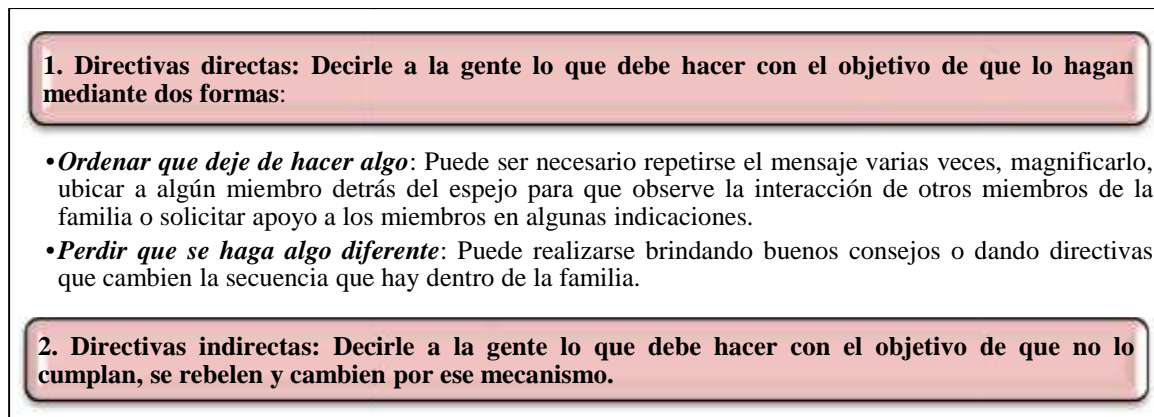 1. Directivas directas: Decirle a la gente lo que debe hacer con el objetivo de que lo hagan
mediante dos formas:
•Ordenar que deje de hacer algo: Puede ser necesario repetirse el mensaje varias veces, magnificarlo,
ubicar a algún miembro detrás del espejo para que observe la interacción de otros miembros de la
familia o solicitar apoyo a los miembros en algunas indicaciones.
•Perdir que se haga algo diferente: Puede realizarse brindando buenos consejos o dando directivas
que cambien la secuencia que hay dentro de la familia.
2. Directivas indirectas: Decirle a la gente lo que debe hacer con el objetivo de que no lo
cumplan, se rebelen y cambien por ese mecanismo.